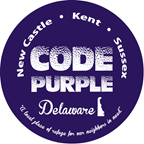 New Castle • Kent • Sussex
CODE
PURPLE
Delaware
"A local place of refuge for our neighbors in need"